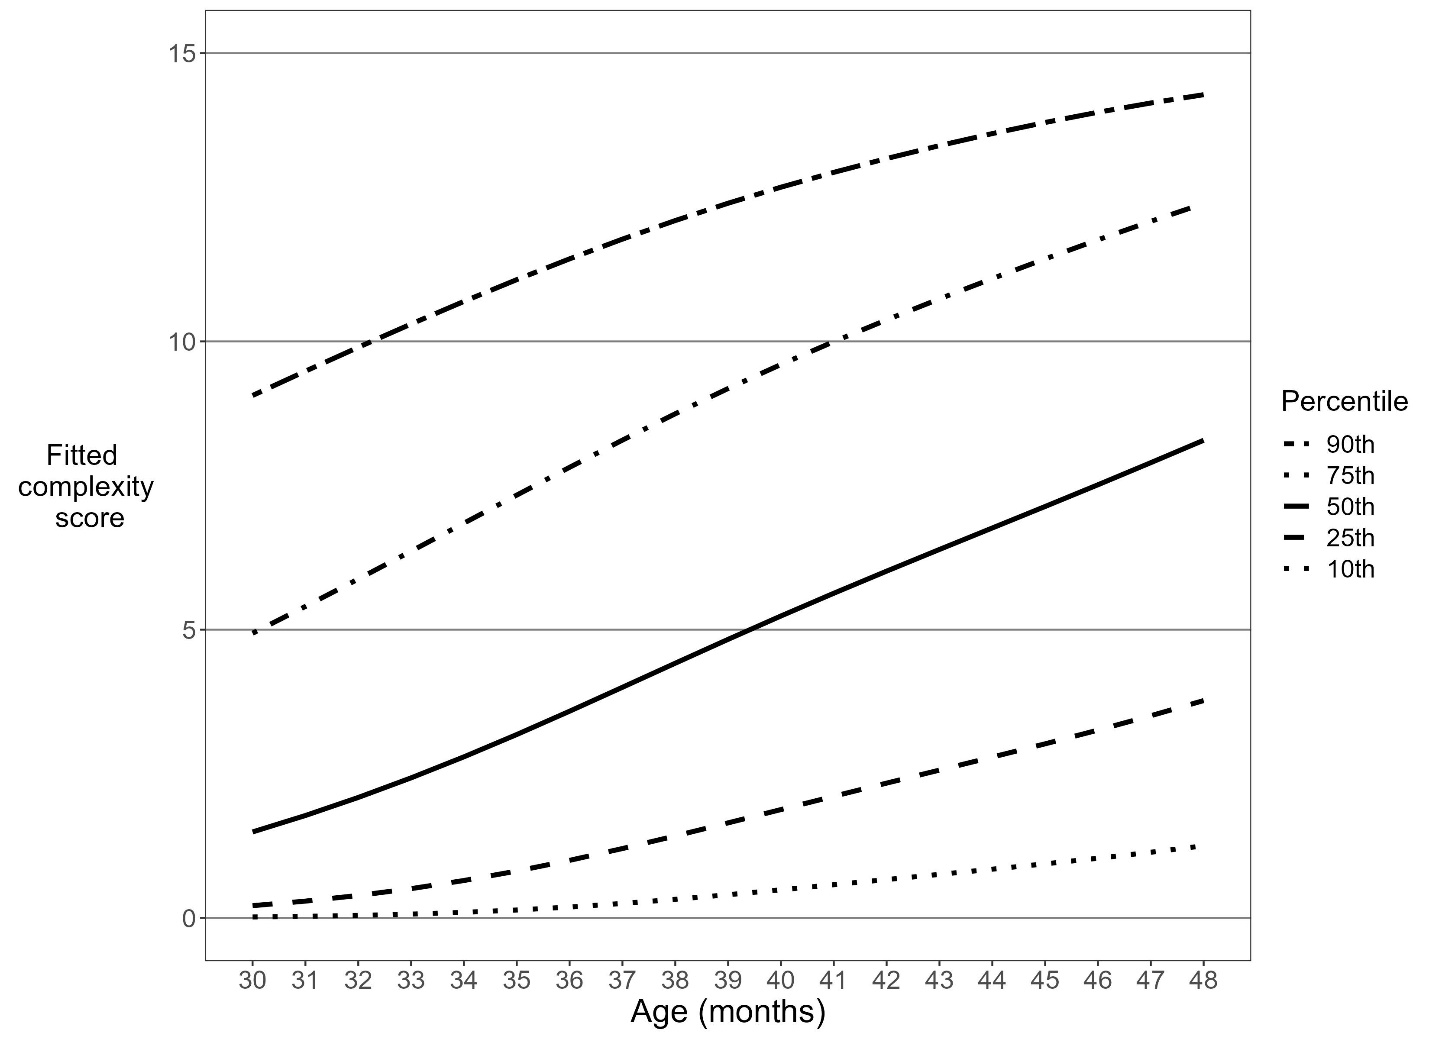 15
10
5
0
Fitted
complexity
score
30 31 32 33 34 35 36 37 38 39 40 41 42 43 44 45 46 47 48
Age (months)
Percentile
90th
75th
50th
25th
10th